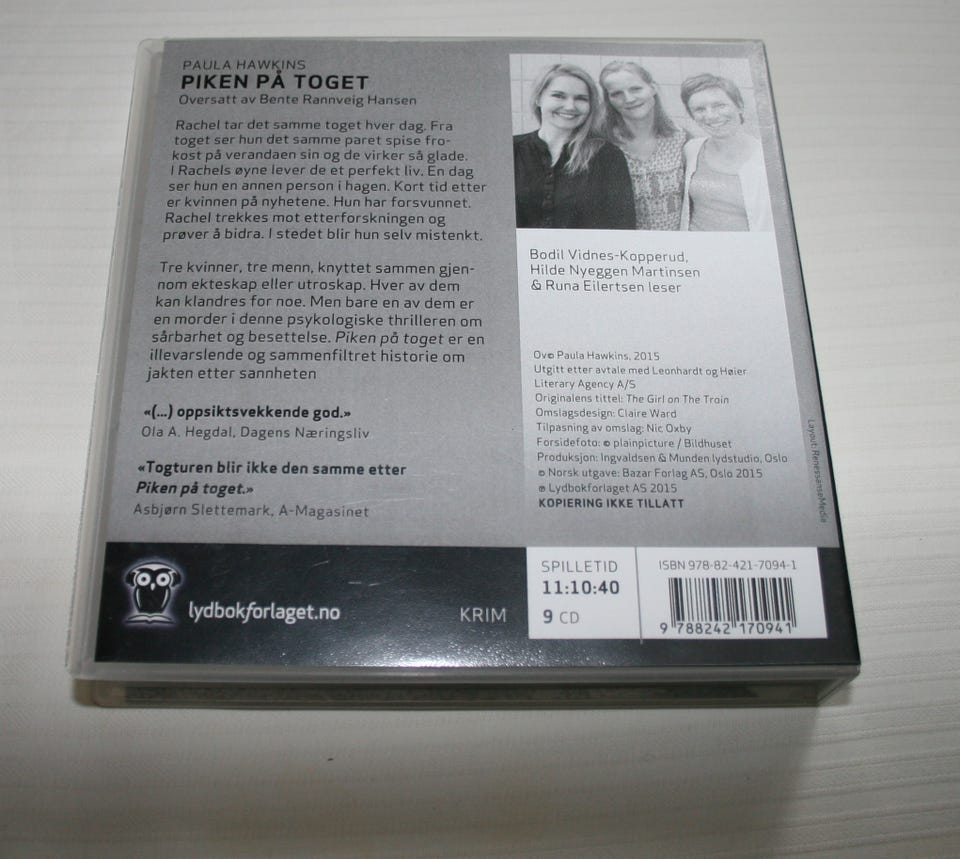 PAULA HAWKINS
PIKEN PÅ TOGET
Oversatt av Bente Rannveig Hansen
Rachel tar det samme toget hver dag. Fra
toget ser hun det samme paret spise fro-
kost på verandaen sin og de virker så glade.
I Rachels øyne lever de et perfekt liv. En dag
ser hun en annen person i hagen. Kort tid etter
er kvinnen på nyhetene. Hun har forsvunnet.
Rachel trekkes mot etterforskningen og
prøver å bidra. I stedet blir hun selv mistenkt.
Tre kvinner, tre menn, knyttet sammen gjen-
nom ekteskap eller utroskap. Hver av dem
kan klandres for noe. Men bare en av dem er
en morder i denne psykologiske thrilleren om
sårbarhet og besettelse. Piken på toget er en
illevarslende og sammenfiltret historie om
jakten etter sannheten
«(...) oppsiktsvekkende god.»
Ola A. Hegdal, Dagens Næringsliv
«Togturen blir ikke den samme etter
Piken på toget.»
Asbjørn Slettemark, A-Magasinet
Bodil Vidnes-Kopperud,
Hilde Nyeggen Martinsen
& Runa Eilertsen leser
Ov© Paula Hawkins, 2015
Utgitt etter avtale med Leonhardt og Høier
Literary Agency A/S
Originalens tittel: The Girl on The Train
Omslagsdesign: Claire Ward
Tilpasning av omslag: Nic Oxby
Forsidefoto: © plainpicture / Bildhuset
Produksjon: Ingvaldsen & Munden lydstudio, Oslo
© Norsk utgave: Bazar Forlag AS, Oslo 2015
℗ Lydbokforlaget AS 2015
KOPIERING IKKE TILLATT
Layout: RenessanseMedia
lydbokforlaget.no
KRIM
SPILLETID
11:10:40
9 CD
ISBN 978-82-421-7094-1
9 788242 170941